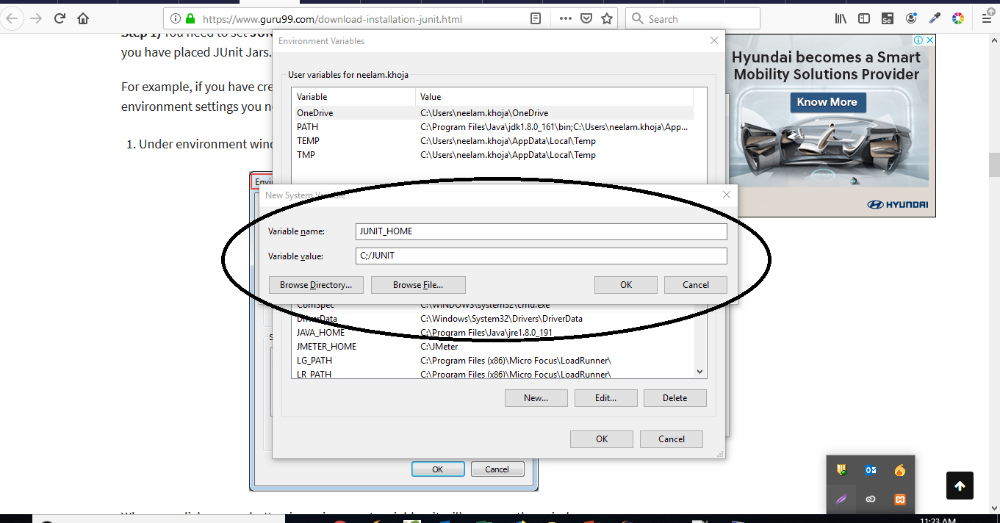 https://www.guru99.com/download-installation-junit.html
Search
Step 1) You need to set JUN
you have placed JUnit Jars.
For example, if you have cre
environment settings you n
1. Under environment wind
Environment Variables
User variables for neelam.khoja
Variable Value
OneDrive C:\Users\neelam.khoja\OneDrive
PATH C:\Program Files\Java\jdk1.8.0_161\bin;C:\Users\neelam.khoja\App...
TEMP C:\Users\neelam.khoja\AppData\Local\Temp
TMP C:\Users\neelam.khoja\AppData\Local\Temp
New System Variable
Variable name: JUNIT_HOME
Variable value: C;/JUNIT
Browse Directory... Browse File... OK Cancel
ComSpec C:\WINDOWS\system32\cmd.exe
DriverData C:\Windows\System32\Drivers\DriverData
JAVA_HOME C:\Program Files\Java\jre1.8.0_191
JMETER_HOME C:\JMeter
LG_PATH C:\Program Files (x86)\Micro Focus\LoadRunner\
LR_PATH C:\Program Files (x86)\Micro Focus\LoadRunner\
New... Edit... Delete
OK Cancel
OK Cancel
Hyundai becomes a Smart
Mobility Solutions Provider
Know More
HYUNDAI
11:23 AM